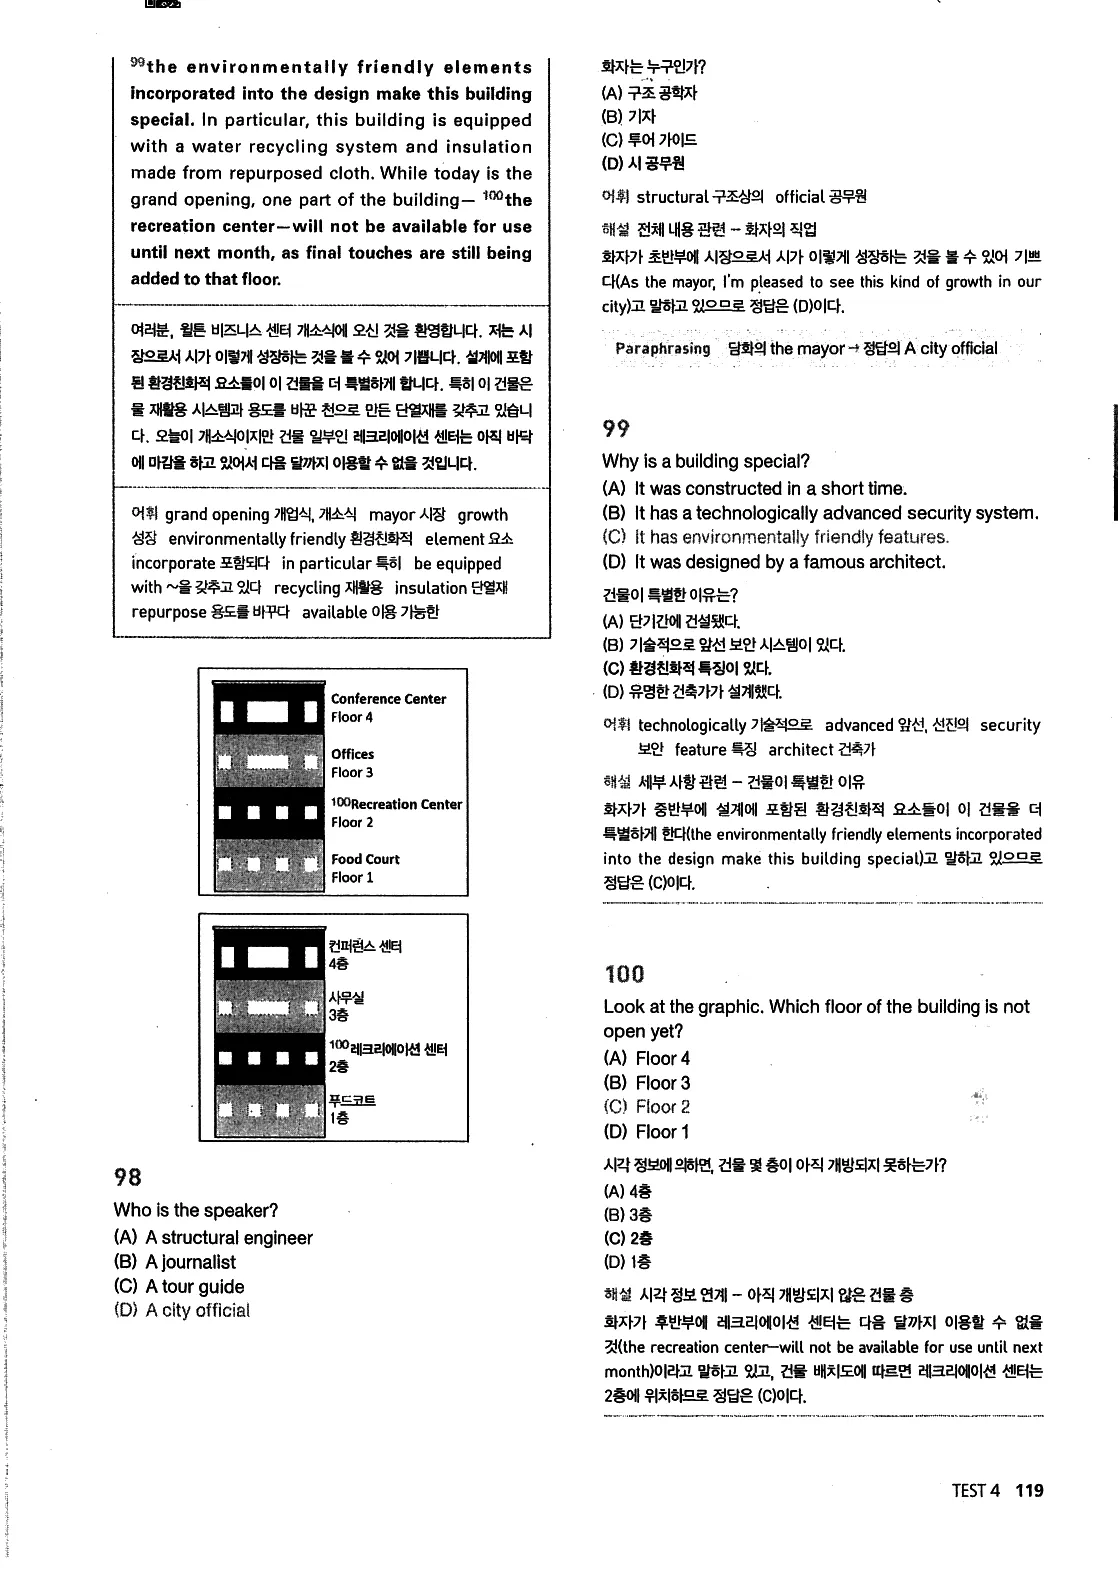 99the environmentally friendly elements
incorporated into the design make this building
special. In particular, this building is equipped
with a water recycling system and insulation
made from repurposed cloth. While today is the
grand opening, one part of the building— 100the
recreation center—will not be available for use
until next month, as final touches are still being
added to that floor.
여러분, 월튼 비즈니스 센터 개소식에 오신 것을 환영합니다. 저는 시
장으로서 시가 이렇게 성장하는 것을 볼 수 있어 기쁩니다. 설계에 포함
된 환경친화적 요소들이 이 건물을 더 특별하게 합니다. 특히 이 건물은
물 재활용 시스템과 용도를 바꾼 천으로 만든 단열재를 갖추고 있습니
다. 오늘이 개소식이지만 건물 일부인 레크리에이션 센터는 아직 바닥
에 마감을 하고 있어서 다음 달까지 이용할 수 없을 것입니다.
어휘 grand opening 개업식, 개소식 mayor 시장 growth
성장 environmentally friendly 환경친화적 element 요소
incorporate 포함되다 in particular 특히 be equipped
with ~을 갖추고 있다 recycling 재활용 insulation 단열재
repurpose 용도를 바꾸다 available 이용 가능한
Conference Center
Floor 4
Offices
Floor 3
100Recreation Center
Floor 2
Food Court
Floor 1
컨퍼런스 센터
4층
사무실
3층
100레크리에이션 센터
2층
푸드코트
1층
98
Who is the speaker?
(A) A structural engineer
(B) A journalist
(C) A tour guide
(D) A city official
화자는 누구인가?
(A) 구조 공학자
(B) 기자
(C) 투어 가이드
(D) 시 공무원
어휘 structural 구조상의 official 공무원
해설 전체 내용 관련 – 화자의 직업
화자가 초반부에 시장으로서 시가 이렇게 성장하는 것을 볼 수 있어 기쁘
다(As the mayor, I'm pleased to see this kind of growth in our
city)고 말하고 있으므로 정답은 (D)이다.
Paraphrasing 담화의 the mayor → 정답의 A city official
99
Why is a building special?
(A) It was constructed in a short time.
(B) It has a technologically advanced security system.
(C) It has environmentally friendly features.
(D) It was designed by a famous architect.
건물이 특별한 이유는?
(A) 단기간에 건설됐다.
(B) 기술적으로 앞선 보안 시스템이 있다.
(C) 환경친화적 특징이 있다.
(D) 유명한 건축가가 설계했다.
어휘 technologically 기술적으로 advanced 앞선, 선진의 security
보안 feature 특징 architect 건축가
해설 세부 사항 관련 – 건물이 특별한 이유
화자가 중반부에 설계에 포함된 환경친화적 요소들이 이 건물을 더
특별하게 한다(the environmentally friendly elements incorporated
into the design make this building special)고 말하고 있으므로
정답은 (C)이다.
100
Look at the graphic. Which floor of the building is not
open yet?
(A) Floor 4
(B) Floor 3
(C) Floor 2
(D) Floor 1
시각 정보에 의하면, 건물 몇 층이 아직 개방되지 못하는가?
(A) 4층
(B) 3층
(C) 2층
(D) 1층
해설 시각 정보 연계 – 아직 개방되지 않은 건물 층
화자가 후반부에 레크리에이션 센터는 다음 달까지 이용할 수 없을
것(the recreation center—will not be available for use until next
month)이라고 말하고 있고, 건물 배치도에 따르면 레크리에이션 센터는
2층에 위치하므로 정답은 (C)이다.
TEST 4 119